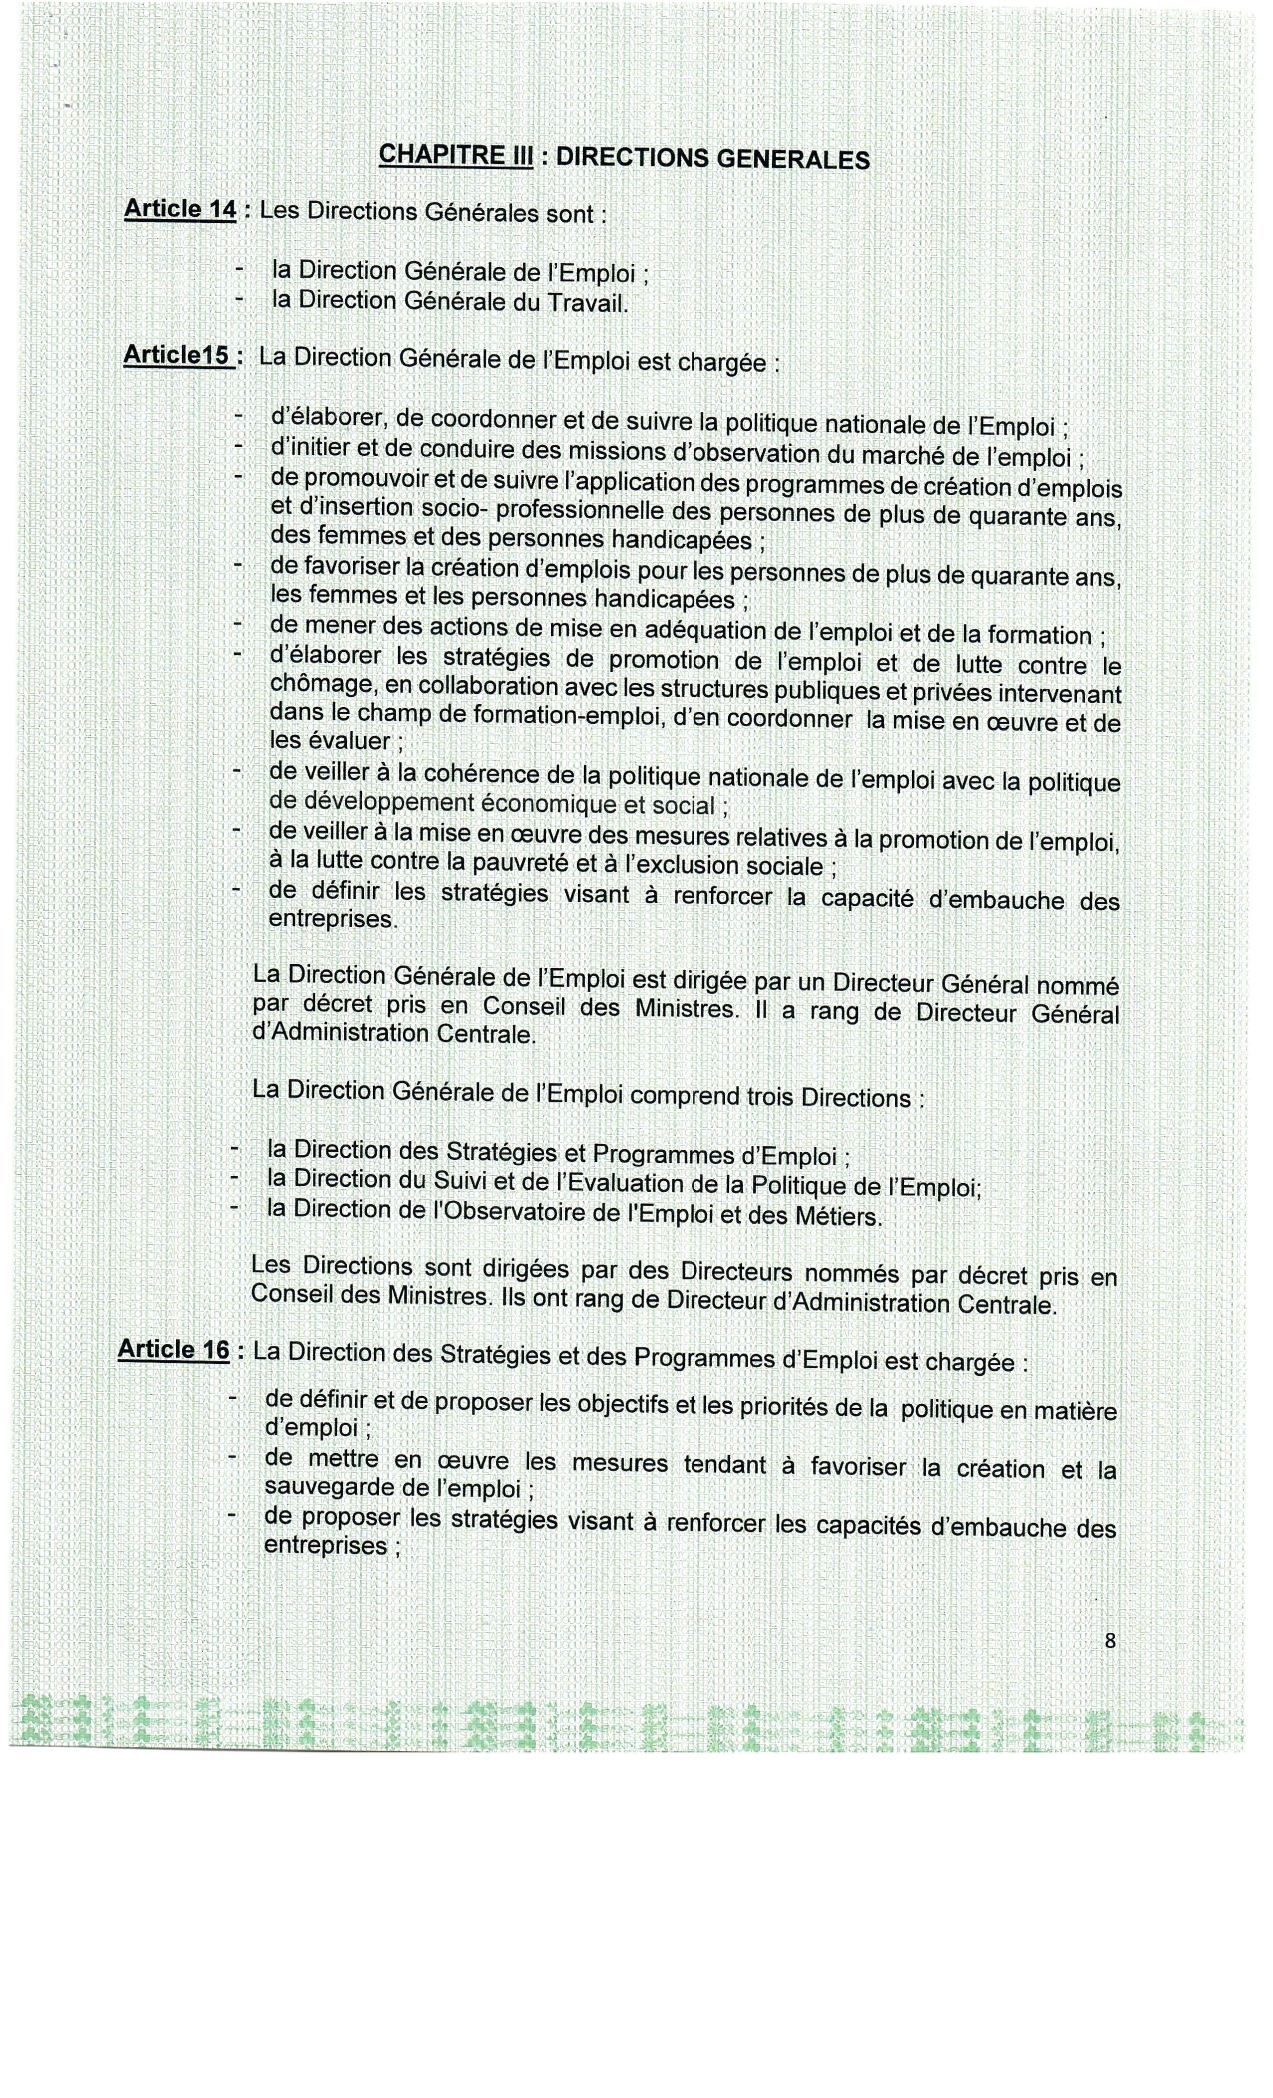 CHAPITRE III : DIRECTIONS GENERALES
Article 14 : Les Directions Générales sont :
- la Direction Générale de l'Emploi ;
- la Direction Générale du Travail.
Article15 : La Direction Générale de l'Emploi est chargée :
- d'élaborer, de coordonner et de suivre la politique nationale de l'Emploi ;
- d'initier et de conduire des missions d'observation du marché de l'emploi ;
- de promouvoir et de suivre l'application des programmes de création d'emplois
et d'insertion socio- professionnelle des personnes de plus de quarante ans,
des femmes et des personnes handicapées ;
- de favoriser la création d'emplois pour les personnes de plus de quarante ans,
les femmes et les personnes handicapées ;
- de mener des actions de mise en adéquation de l'emploi et de la formation ;
- d'élaborer les stratégies de promotion de l'emploi et de lutte contre le
chômage, en collaboration avec les structures publiques et privées intervenant
dans le champ de formation-emploi, d'en coordonner la mise en œuvre et de
les évaluer ;
- de veiller à la cohérence de la politique nationale de l'emploi avec la politique
de développement économique et social ;
- de veiller à la mise en œuvre des mesures relatives à la promotion de l'emploi,
à la lutte contre la pauvreté et à l'exclusion sociale ;
- de définir les stratégies visant à renforcer la capacité d'embauche des
entreprises.
La Direction Générale de l'Emploi est dirigée par un Directeur Général nommé
par décret pris en Conseil des Ministres. Il a rang de Directeur Général
d'Administration Centrale.
La Direction Générale de l'Emploi comprend trois Directions :
- la Direction des Stratégies et Programmes d'Emploi ;
- la Direction du Suivi et de l'Evaluation de la Politique de l'Emploi;
- la Direction de l'Observatoire de l'Emploi et des Métiers.
Les Directions sont dirigées par des Directeurs nommés par décret pris en
Conseil des Ministres. Ils ont rang de Directeur d'Administration Centrale.
Article 16 : La Direction des Stratégies et des Programmes d'Emploi est chargée :
- de définir et de proposer les objectifs et les priorités de la politique en matière
d'emploi ;
- de mettre en œuvre les mesures tendant à favoriser la création et la
sauvegarde de l'emploi ;
- de proposer les stratégies visant à renforcer les capacités d'embauche des
entreprises ;
8